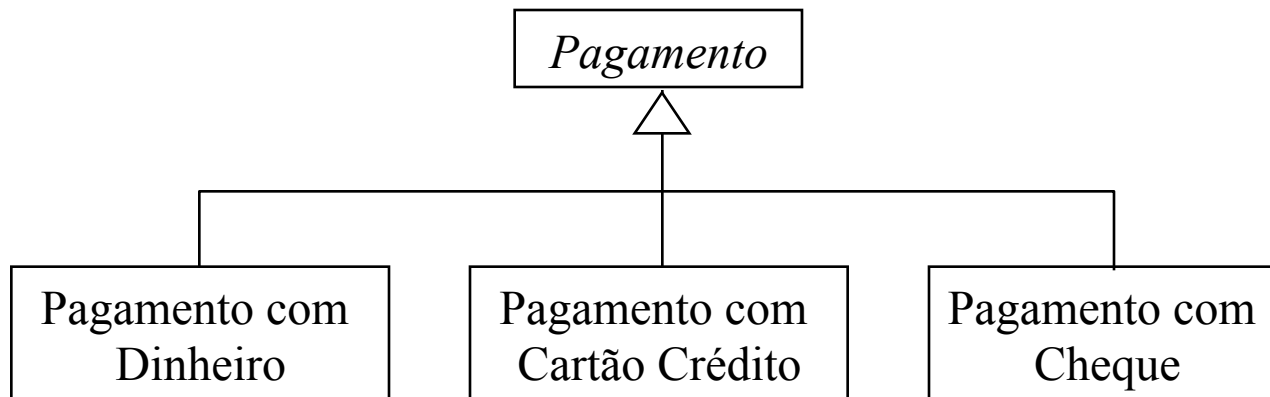 Pagamento
Pagamento com
Dinheiro
Pagamento com
Cartão Crédito
Pagamento com
Cheque